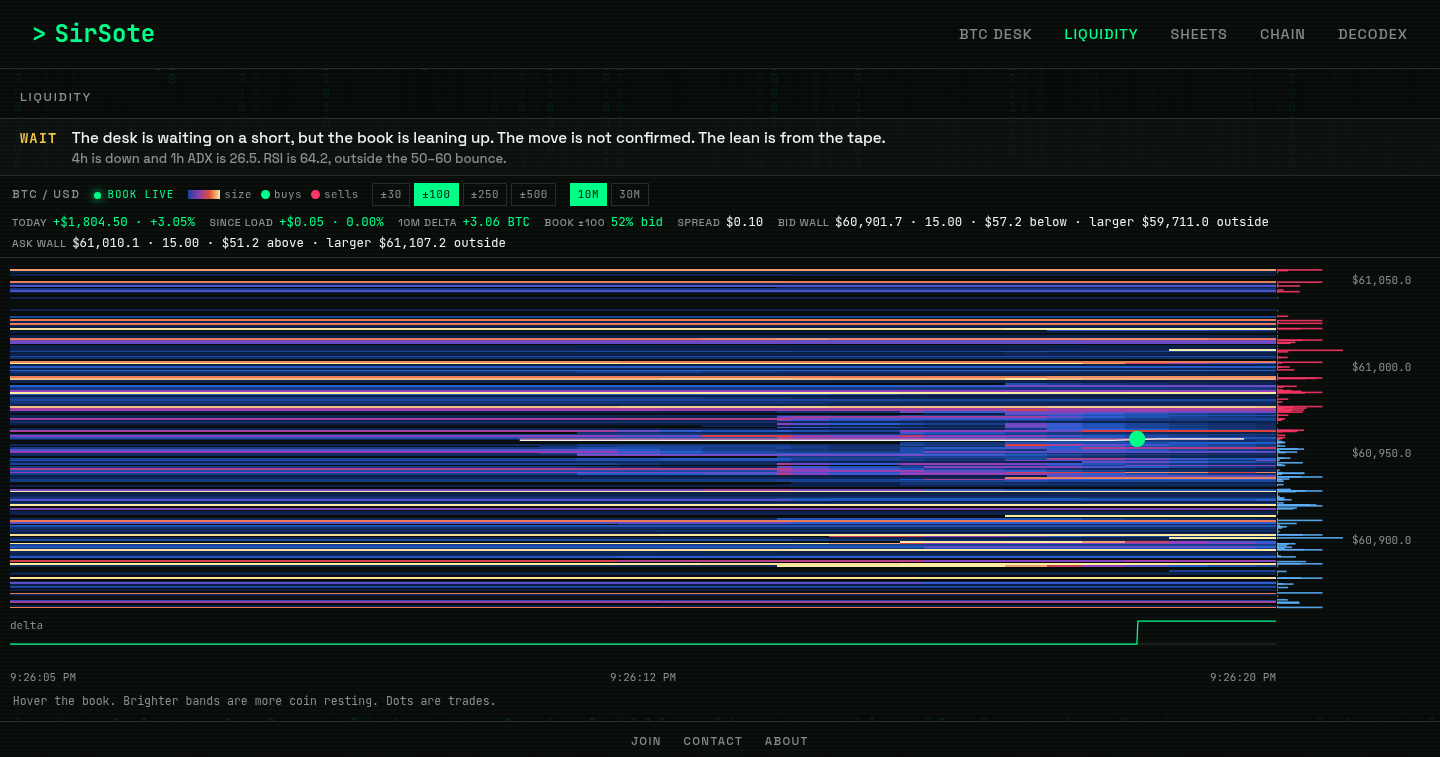 > SirSote
BTC DESK LIQUIDITY SHEETS CHAIN DECODEX
LIQUIDITY
WAIT The desk is waiting on a short, but the book is leaning up. The move is not confirmed. The lean is from the tape.
4h is down and 1h ADX is 26.5. RSI is 64.2, outside the 50–60 bounce.
BTC / USD BOOK LIVE size buys sells ±30 ±100 ±250 ±500 10M 30M
TODAY +$1,804.50 · +3.05% SINCE LOAD +$0.05 · 0.00% 10M DELTA +3.06 BTC BOOK ±100 52% bid SPREAD $0.10 BID WALL $60,901.7 · 15.00 · $57.2 below · larger $59,711.0 outside
ASK WALL $61,010.1 · 15.00 · $51.2 above · larger $61,107.2 outside
$61,050.0
$61,000.0
$60,950.0
$60,900.0
delta
9:26:05 PM 9:26:12 PM 9:26:20 PM
Hover the book. Brighter bands are more coin resting. Dots are trades.
JOIN CONTACT ABOUT